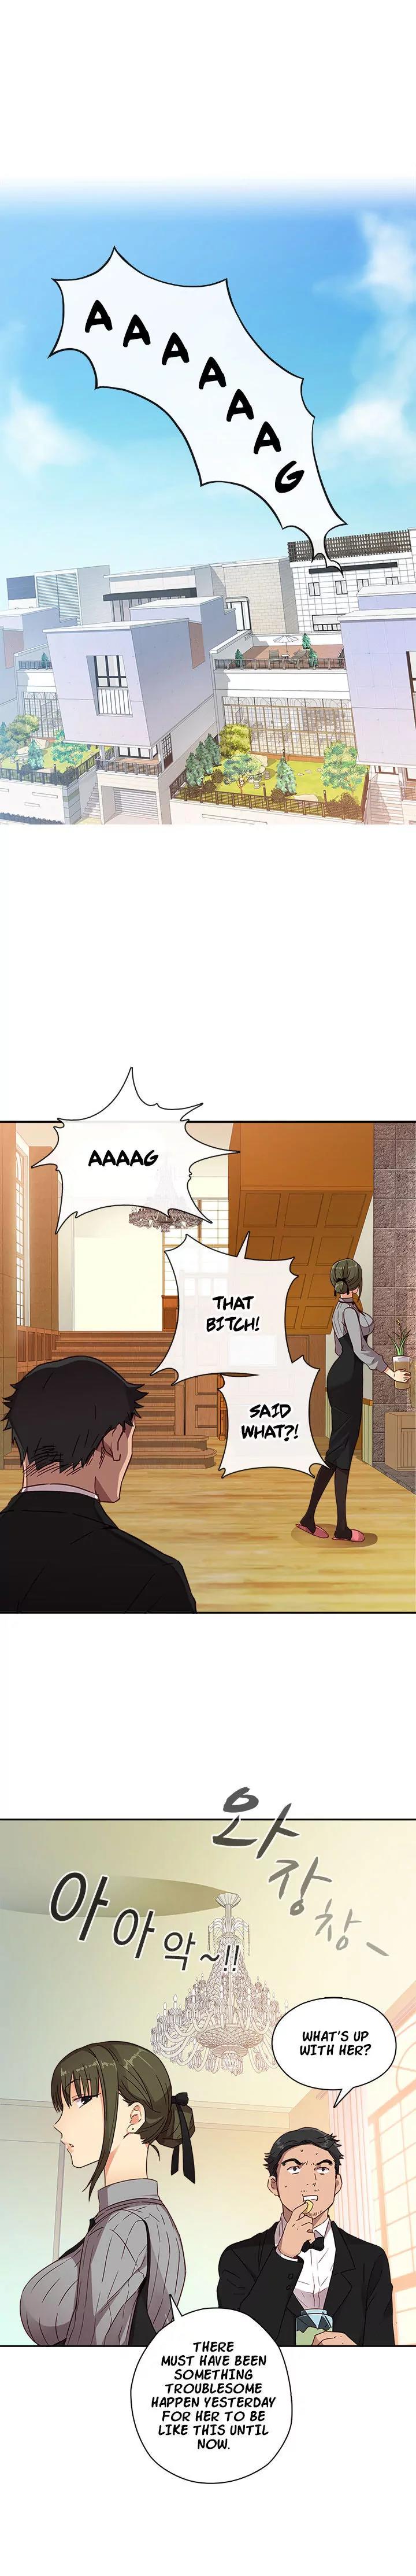 AAAAAAG
AAAAG
THAT
BITCH!
SAID
WHAT?!
와장창~
아아악~!!
WHAT'S UP
WITH HER?
THERE
MUST HAVE BEEN
SOMETHING
TROUBLESOME
HAPPEN YESTERDAY
FOR HER TO BE
LIKE THIS UNTIL
NOW.